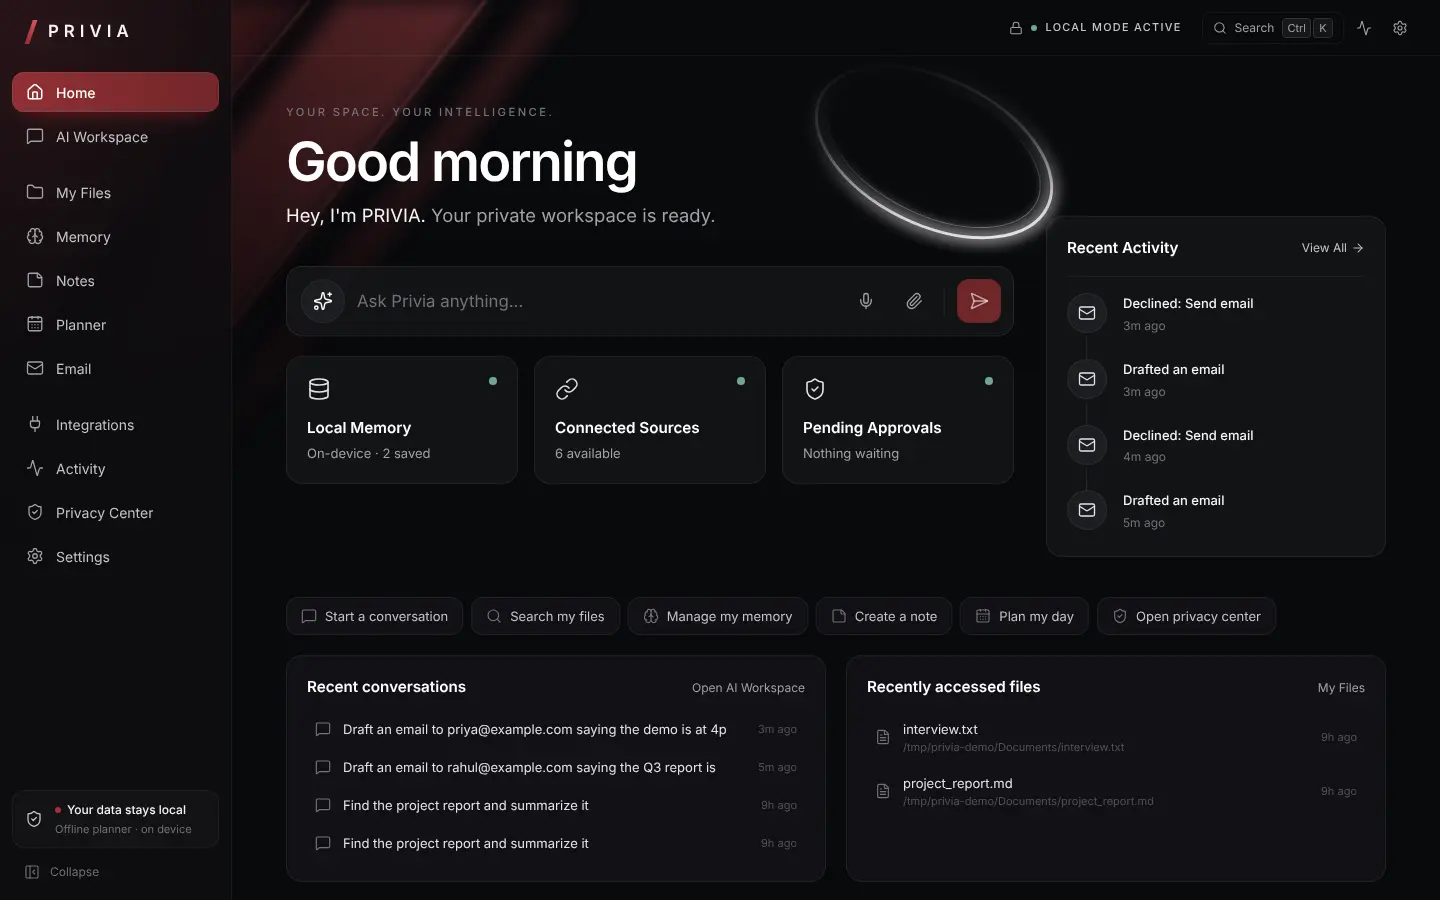 PRIVIA
Home
AI Workspace
My Files
Memory
Notes
Planner
Email
Integrations
Activity
Privacy Center
Settings
Your data stays local
Offline planner · on device
Collapse
LOCAL MODE ACTIVE
Search Ctrl K
YOUR SPACE. YOUR INTELLIGENCE.
Good morning
Hey, I'm PRIVIA. Your private workspace is ready.
Ask Privia anything...
Local Memory
On-device · 2 saved
Connected Sources
6 available
Pending Approvals
Nothing waiting
Recent Activity
View All →
Declined: Send email
3m ago
Drafted an email
3m ago
Declined: Send email
4m ago
Drafted an email
5m ago
Start a conversation
Search my files
Manage my memory
Create a note
Plan my day
Open privacy center
Recent conversations
Open AI Workspace
Draft an email to priya@example.com saying the demo is at 4p
3m ago
Draft an email to rahul@example.com saying the Q3 report is
5m ago
Find the project report and summarize it
9h ago
Find the project report and summarize it
9h ago
Recently accessed files
My Files
interview.txt
/tmp/privia-demo/Documents/interview.txt
9h ago
project_report.md
/tmp/privia-demo/Documents/project_report.md
9h ago